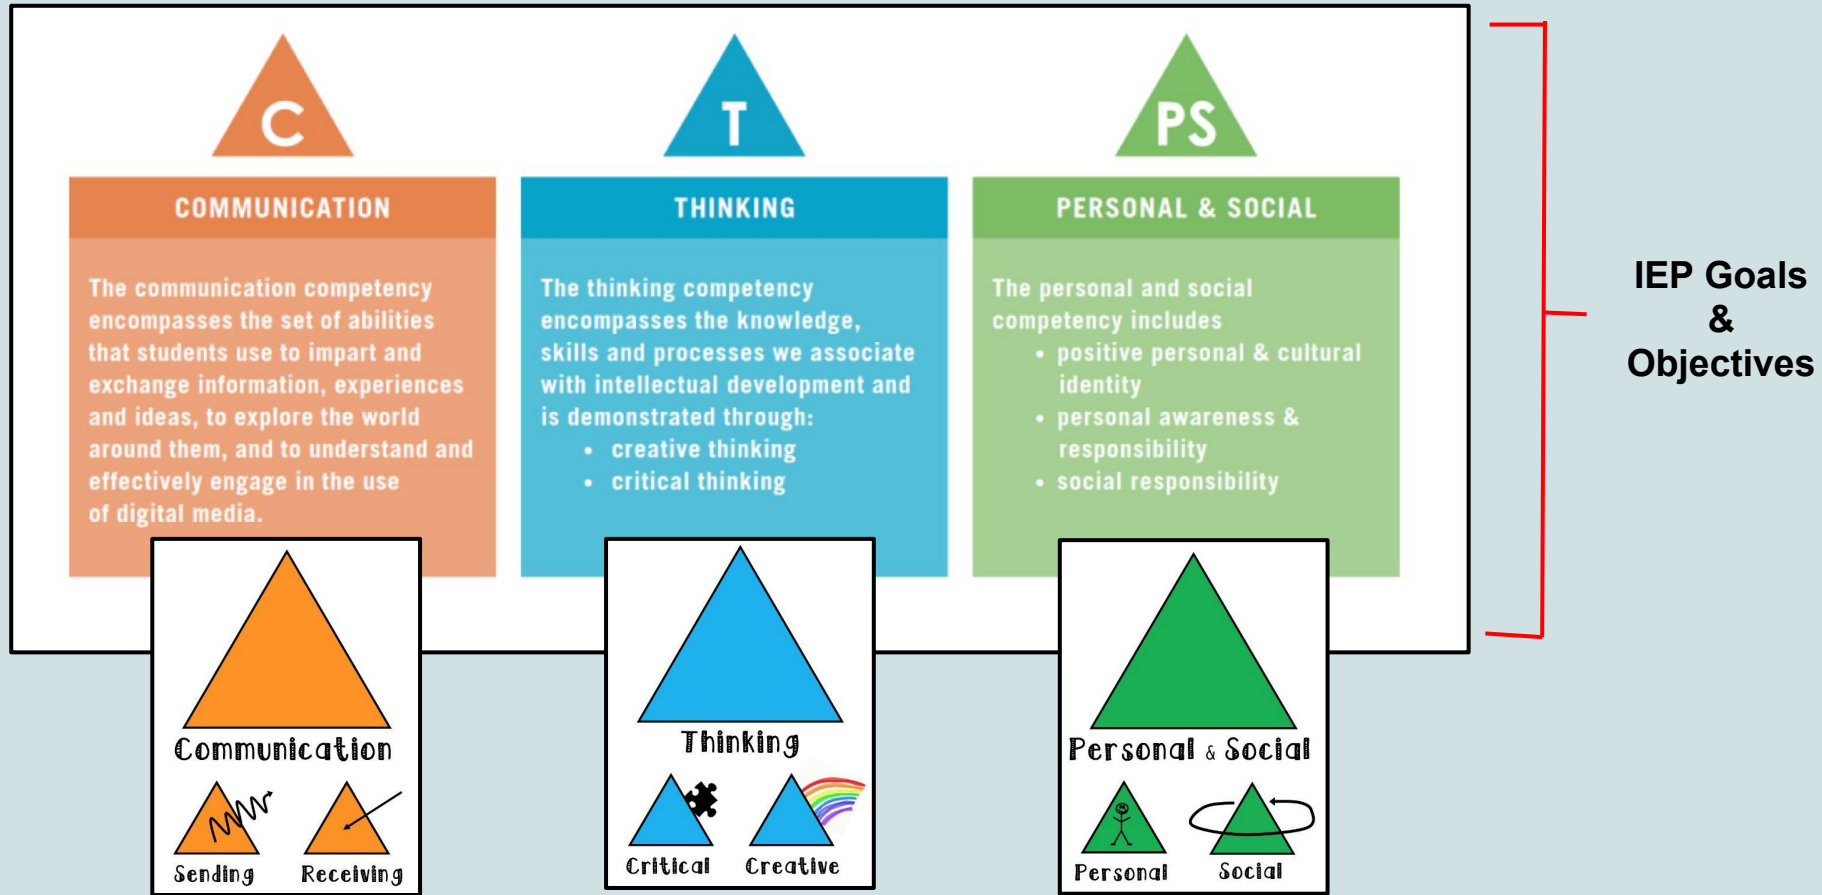 C
COMMUNICATION
The communication competency
encompasses the set of abilities
that students use to impart and
exchange information, experiences
and ideas, to explore the world
around them, and to understand and
effectively engage in the use
of digital media.
T
THINKING
The thinking competency
encompasses the knowledge,
skills and processes we associate
with intellectual development and
is demonstrated through:
• creative thinking
• critical thinking
PS
PERSONAL & SOCIAL
The personal and social
competency includes
• positive personal & cultural
identity
• personal awareness &
responsibility
• social responsibility
IEP Goals
&
Objectives
Communication
Sending Receiving
Thinking
Critical Creative
Personal & Social
Personal Social